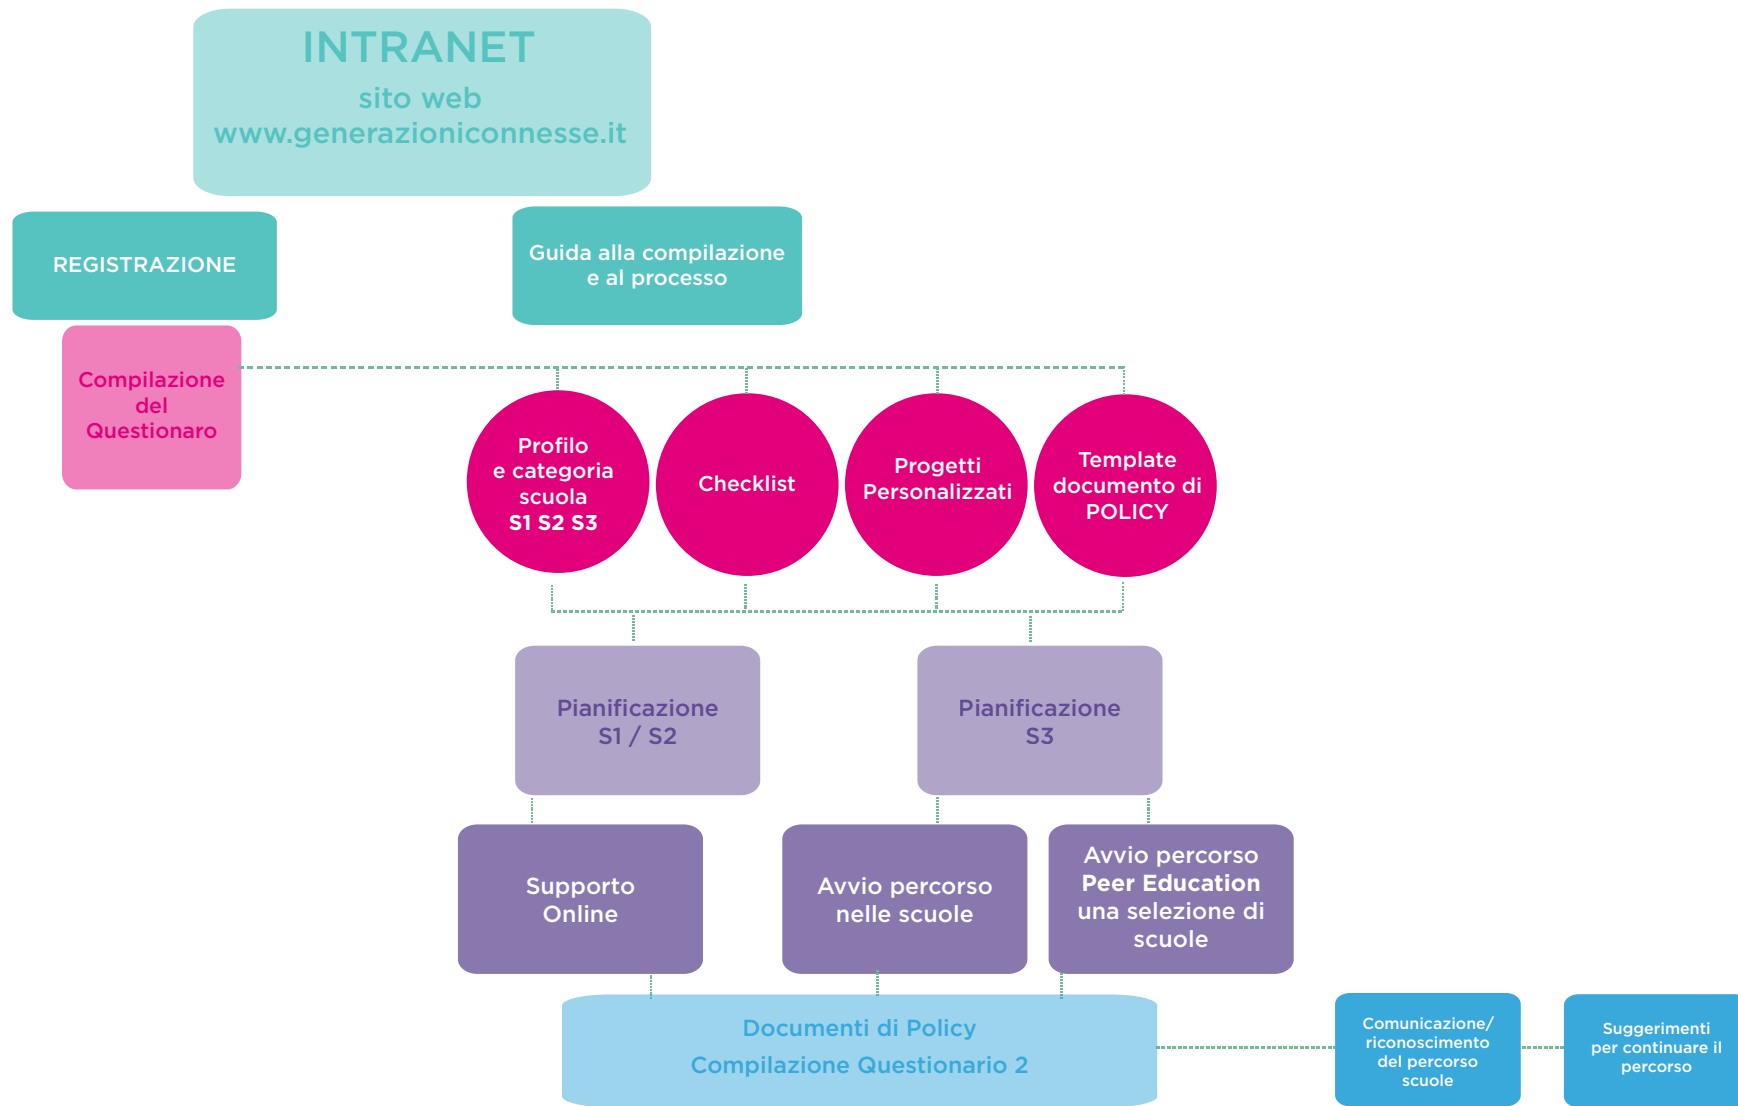 INTRANET
sito web
www.generazioniconnesse.it
REGISTRAZIONE
Guida alla compilazione
e al processo
Compilazione
del
Questionaro
Profilo
e categoria
scuola
S1 S2 S3
Checklist
Progetti
Personalizzati
Template
documento di
POLICY
Pianificazione
S1 / S2
Pianificazione
S3
Supporto
Online
Avvio percorso
nelle scuole
Avvio percorso
Peer Education
una selezione di
scuole
Documenti di Policy
Compilazione Questionario 2
Comunicazione/
riconoscimento
del percorso
scuole
Suggerimenti
per continuare il
percorso